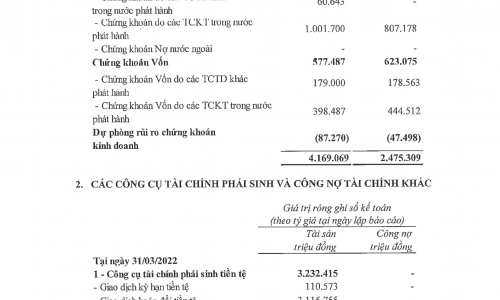 trong nước phát hành 60.643 -
- Chứng khoán do các TCKT trong nước 1.001.700 807.178
phát hành
- Chứng khoán Nợ nước ngoài - -
Chứng khoán Vốn 577.487 623.075
- Chứng khoán Vốn do các TCTD khác 179.000 178.563
phát hành
- Chứng khoán Vốn do các TCKT trong nước 398.487 444.512
phát hành
Dự phòng rủi ro chứng khoán (87.270) (47.498)
kinh doanh
4.169.069 2.475.309
2. CÁC CÔNG CỤ TÀI CHÍNH PHÁI SINH VÀ CÔNG NỢ TÀI CHÍNH KHÁC
Giá trị ròng ghi sổ kế toán
(theo tỷ giá tại ngày lập báo cáo)
Tài sản Công nợ
triệu đồng triệu đồng
Tại ngày 31/03/2022
1 - Công cụ tài chính phái sinh tiền tệ 3.232.415 -
- Giao dịch kỳ hạn tiền tệ 110.573 -
- Giao dịch hoán đổi tiền tệ 3.115.755 -